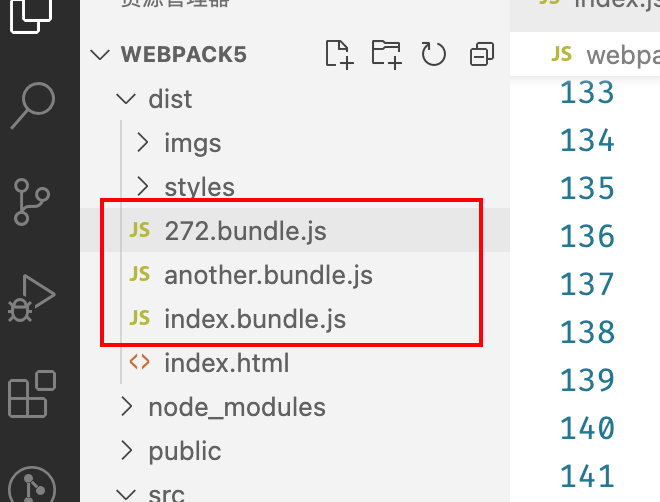 资源管理器
index.js
WEBPACK5
JS webpa
dist
imgs
styles
JS 272.bundle.js
JS another.bundle.js
JS index.bundle.js
<> index.html
node_modules
public
src
133
134
135
136
137
138
139
140
141